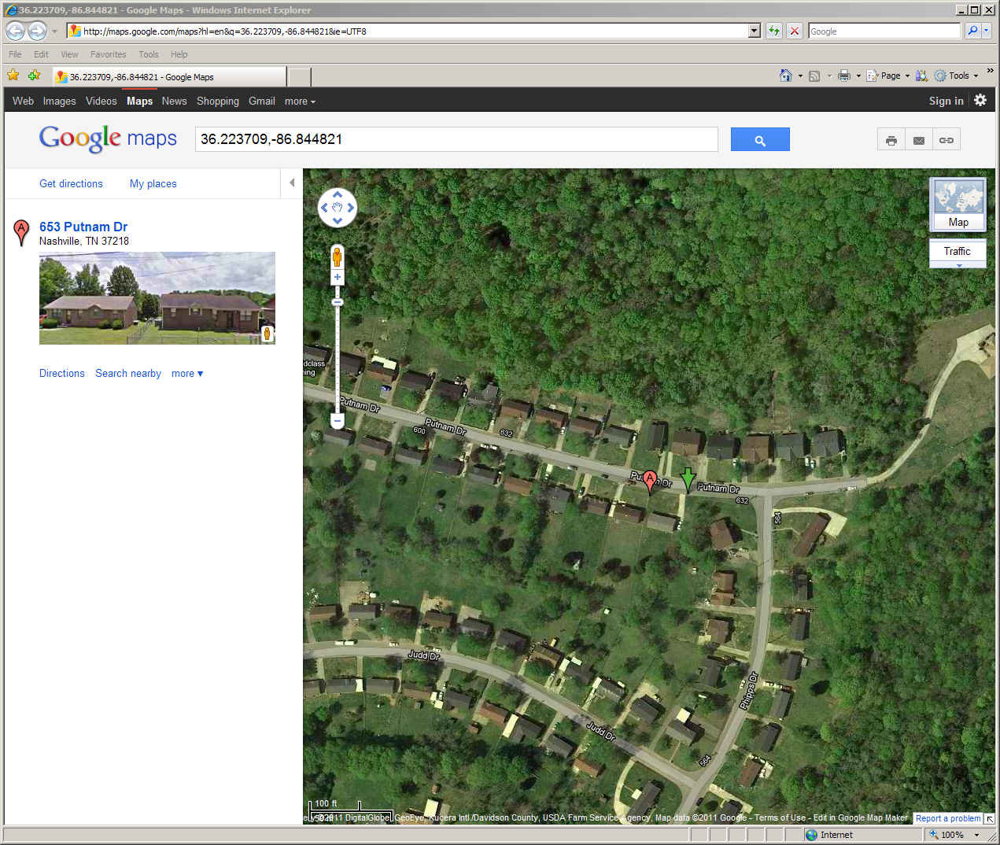 36.223709,-86.844821 - Google Maps - Windows Internet Explorer
http://maps.google.com/maps?hl=en&q=36.223709,-86.844821&ie=UTF8
Google
File Edit View Favorites Tools Help
36.223709,-86.844821 - Google Maps
Page Tools »
Web Images Videos Maps News Shopping Gmail more
Sign in
Google maps
36.223709,-86.844821
Get directions My places
A
653 Putnam Dr
Nashville, TN 37218
Directions Search nearby more ▼
Map
Traffic
dclass
ning
Putnam Dr
Putnam Dr
600
632
Putnam Dr
A
Putnam Dr
632
564
Judd Dr
Phipps Dr
Judd Dr
564
100 ft
©2011 DigitalGlobe, GeoEye, Kucera Intl./Davidson County, USDA Farm Service Agency, Map data ©2011 Google - Terms of Use - Edit in Google Map Maker
Report a problem
Internet
100%